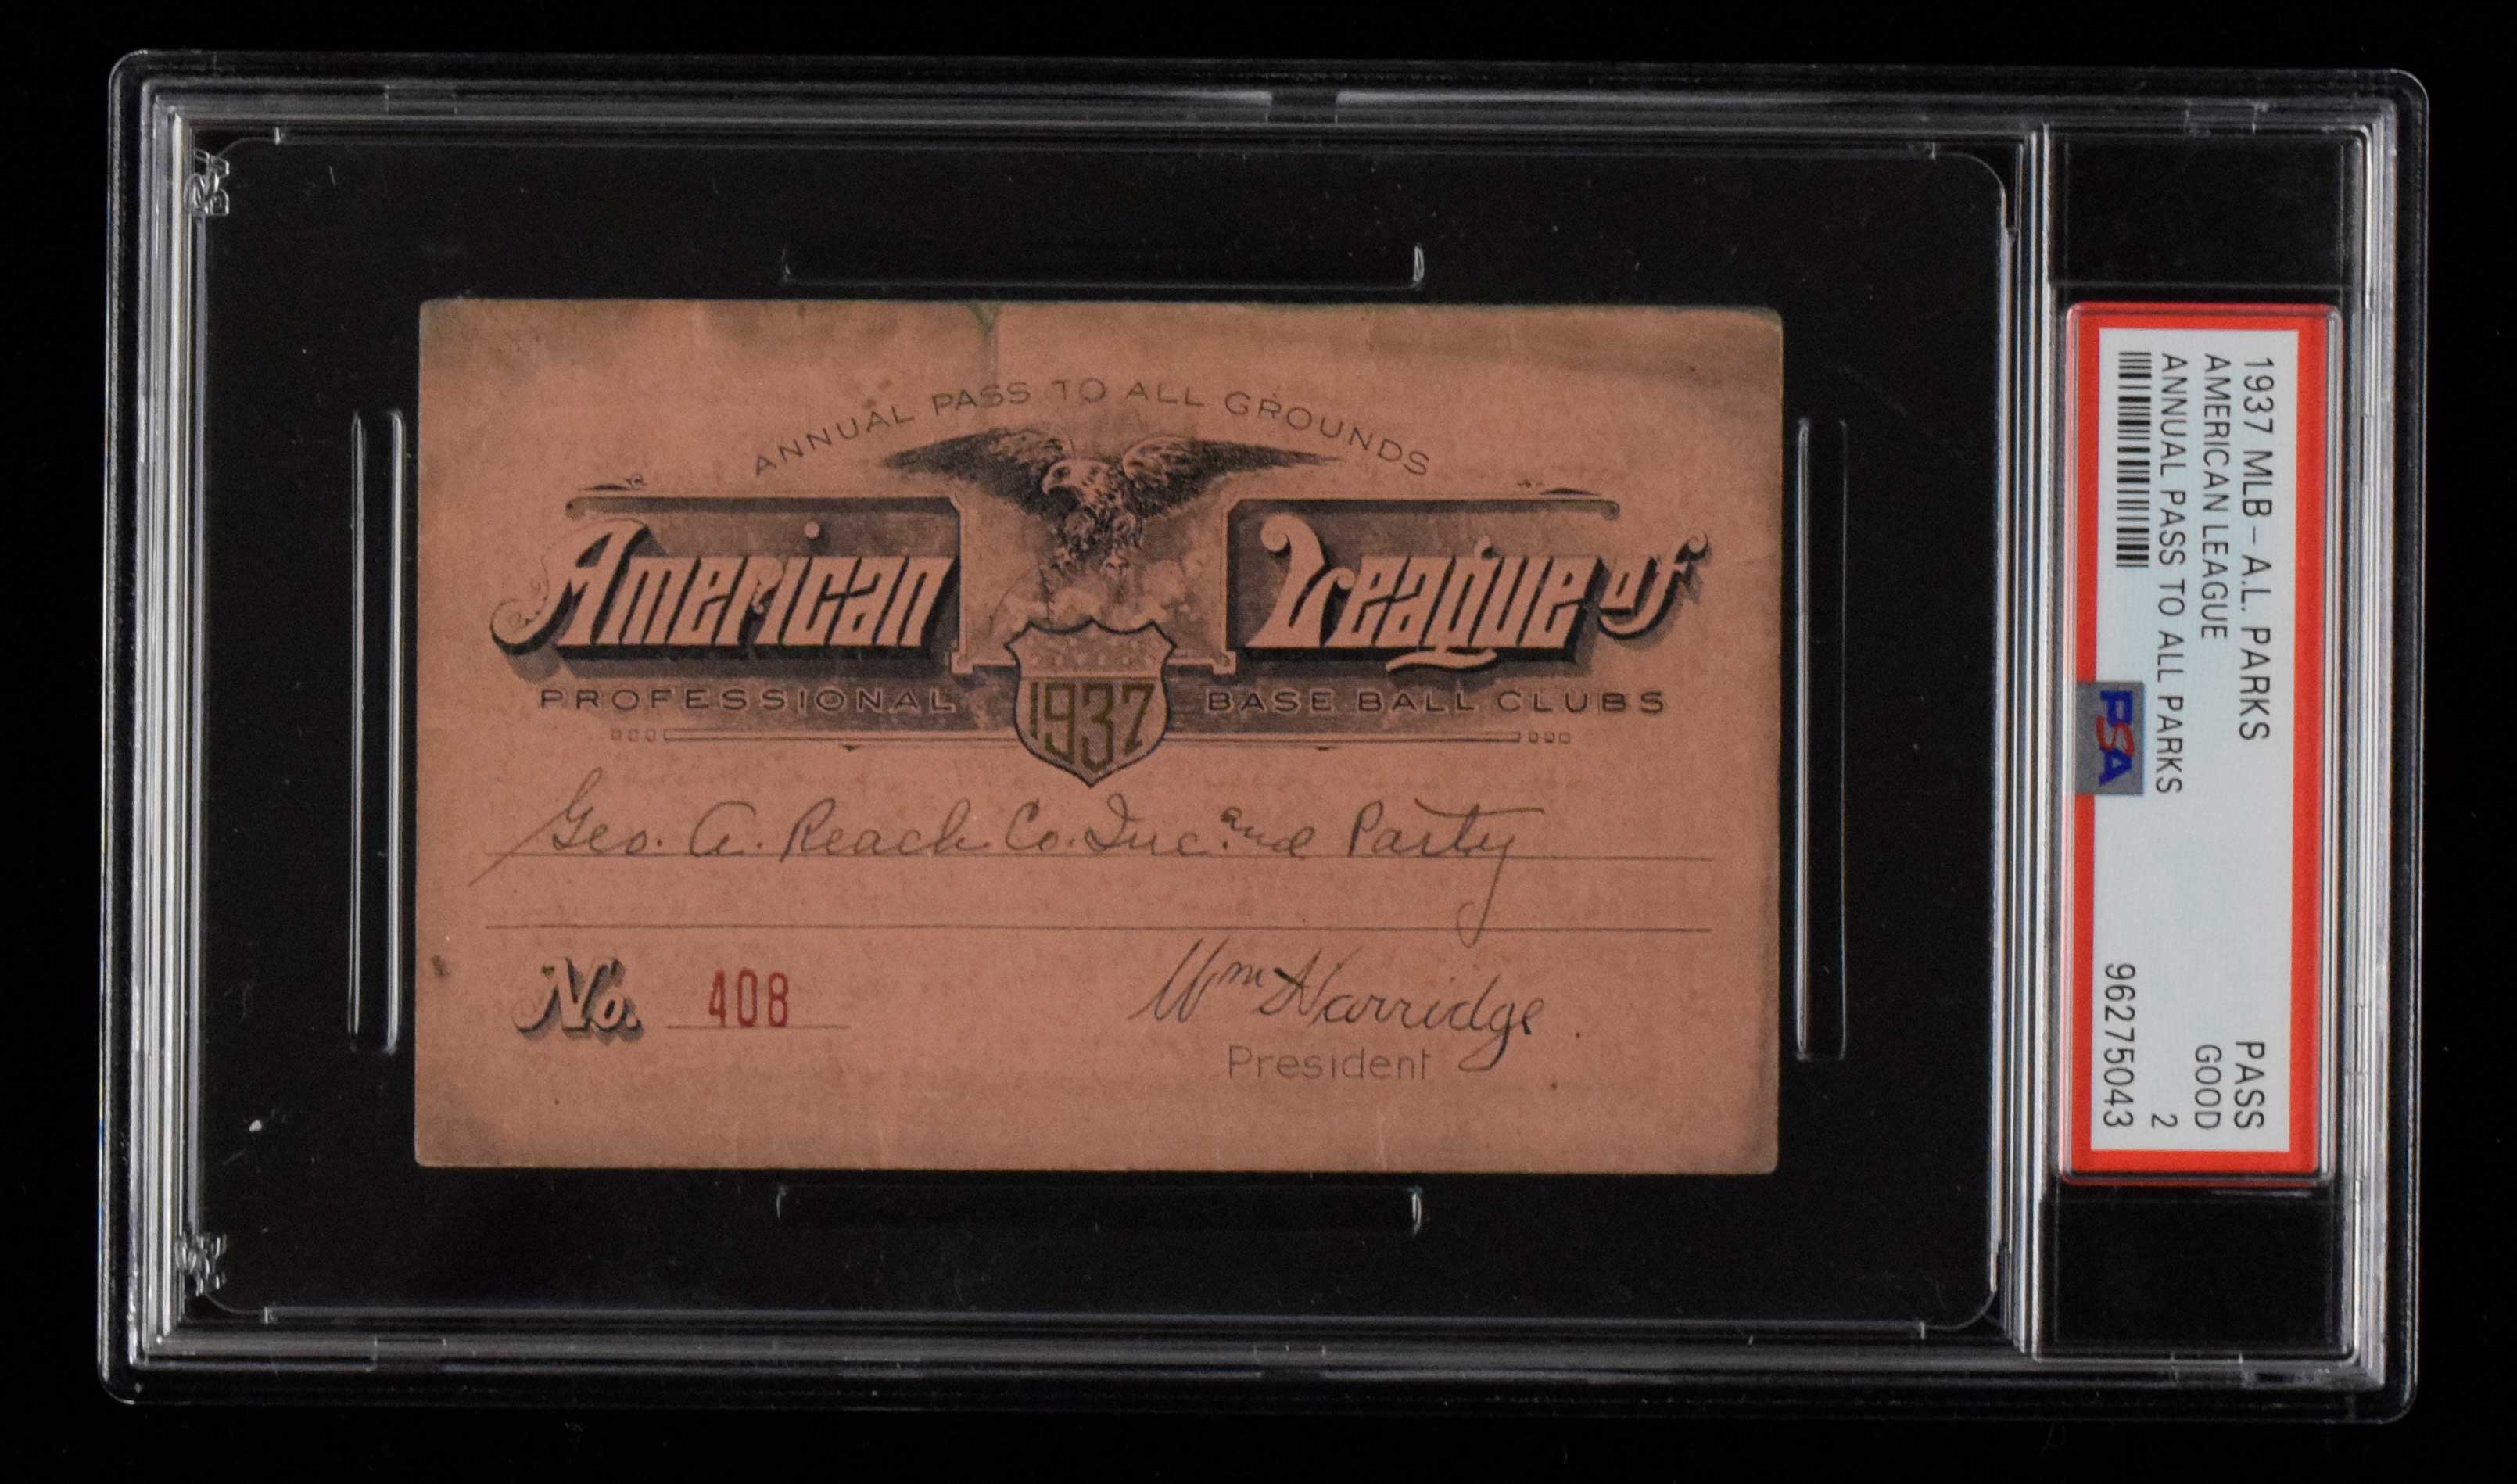 ANNUAL PASS TO ALL GROUNDS
American League of
PROFESSIONAL BASE BALL CLUBS
1937
Geo. A. Reach Co. Inc. and Party
No. 408
Wm Harridge
President
1937 MLB-A.L. PARKS PASS
AMERICAN LEAGUE GOOD
ANNUAL PASS TO ALL PARKS 2
PSA 96275043